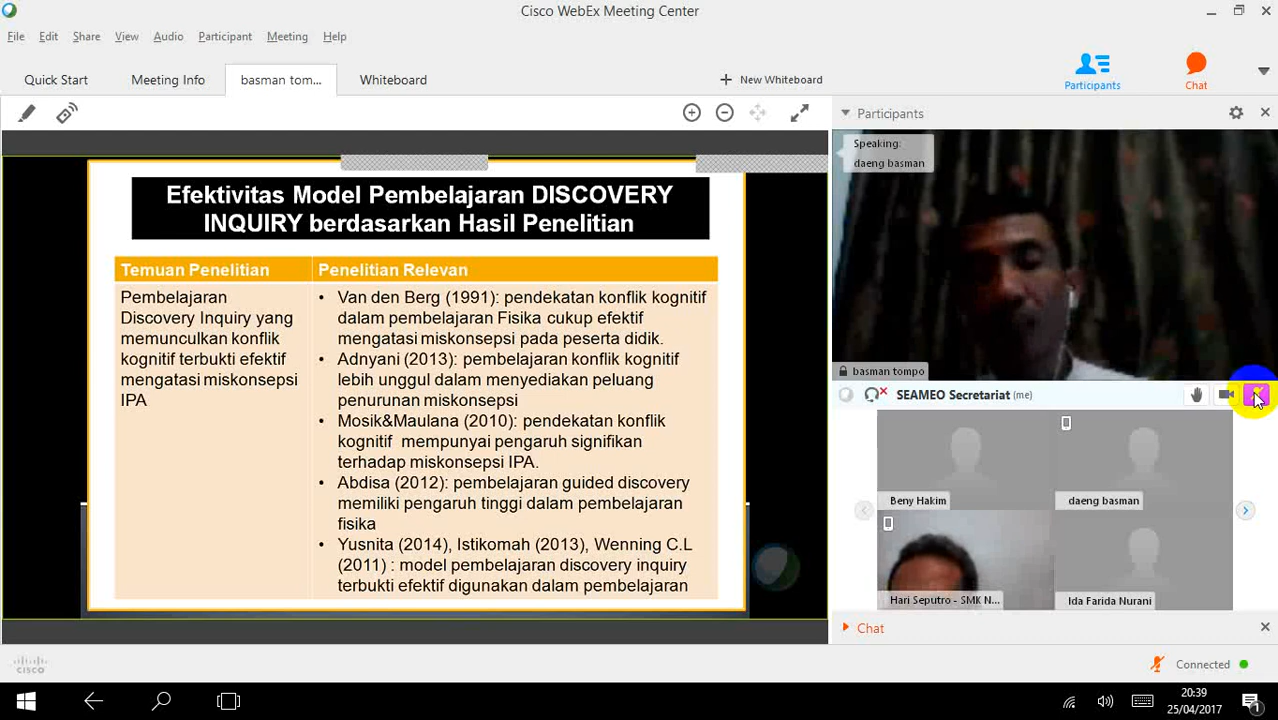 Cisco WebEx Meeting Center
File Edit Share View Audio Participant Meeting Help
Quick Start Meeting Info basman tom... Whiteboard
New Whiteboard
Participants Chat
Participants
Speaking:
daeng basman
basman tompo
SEAMEO Secretariat (me)
Beny Hakim
daeng basman
Hari Seputro - SMK N...
Ida Farida Nurani
Chat
Efektivitas Model Pembelajaran DISCOVERY
INQUIRY berdasarkan Hasil Penelitian
Temuan Penelitian
Pembelajaran
Discovery Inquiry yang
memunculkan konflik
kognitif terbukti efektif
mengatasi miskonsepsi
IPA
Penelitian Relevan
• Van den Berg (1991): pendekatan konflik kognitif
dalam pembelajaran Fisika cukup efektif
mengatasi miskonsepsi pada peserta didik.
• Adnyani (2013): pembelajaran konflik kognitif
lebih unggul dalam menyediakan peluang
penurunan miskonsepsi
• Mosik&Maulana (2010): pendekatan konflik
kognitif mempunyai pengaruh signifikan
terhadap miskonsepsi IPA.
• Abdisa (2012): pembelajaran guided discovery
memiliki pengaruh tinggi dalam pembelajaran
fisika
• Yusnita (2014), Istikomah (2013), Wenning C.L
(2011) : model pembelajaran discovery inquiry
terbukti efektif digunakan dalam pembelajaran
cisco
Connected
20:39
25/04/2017
1